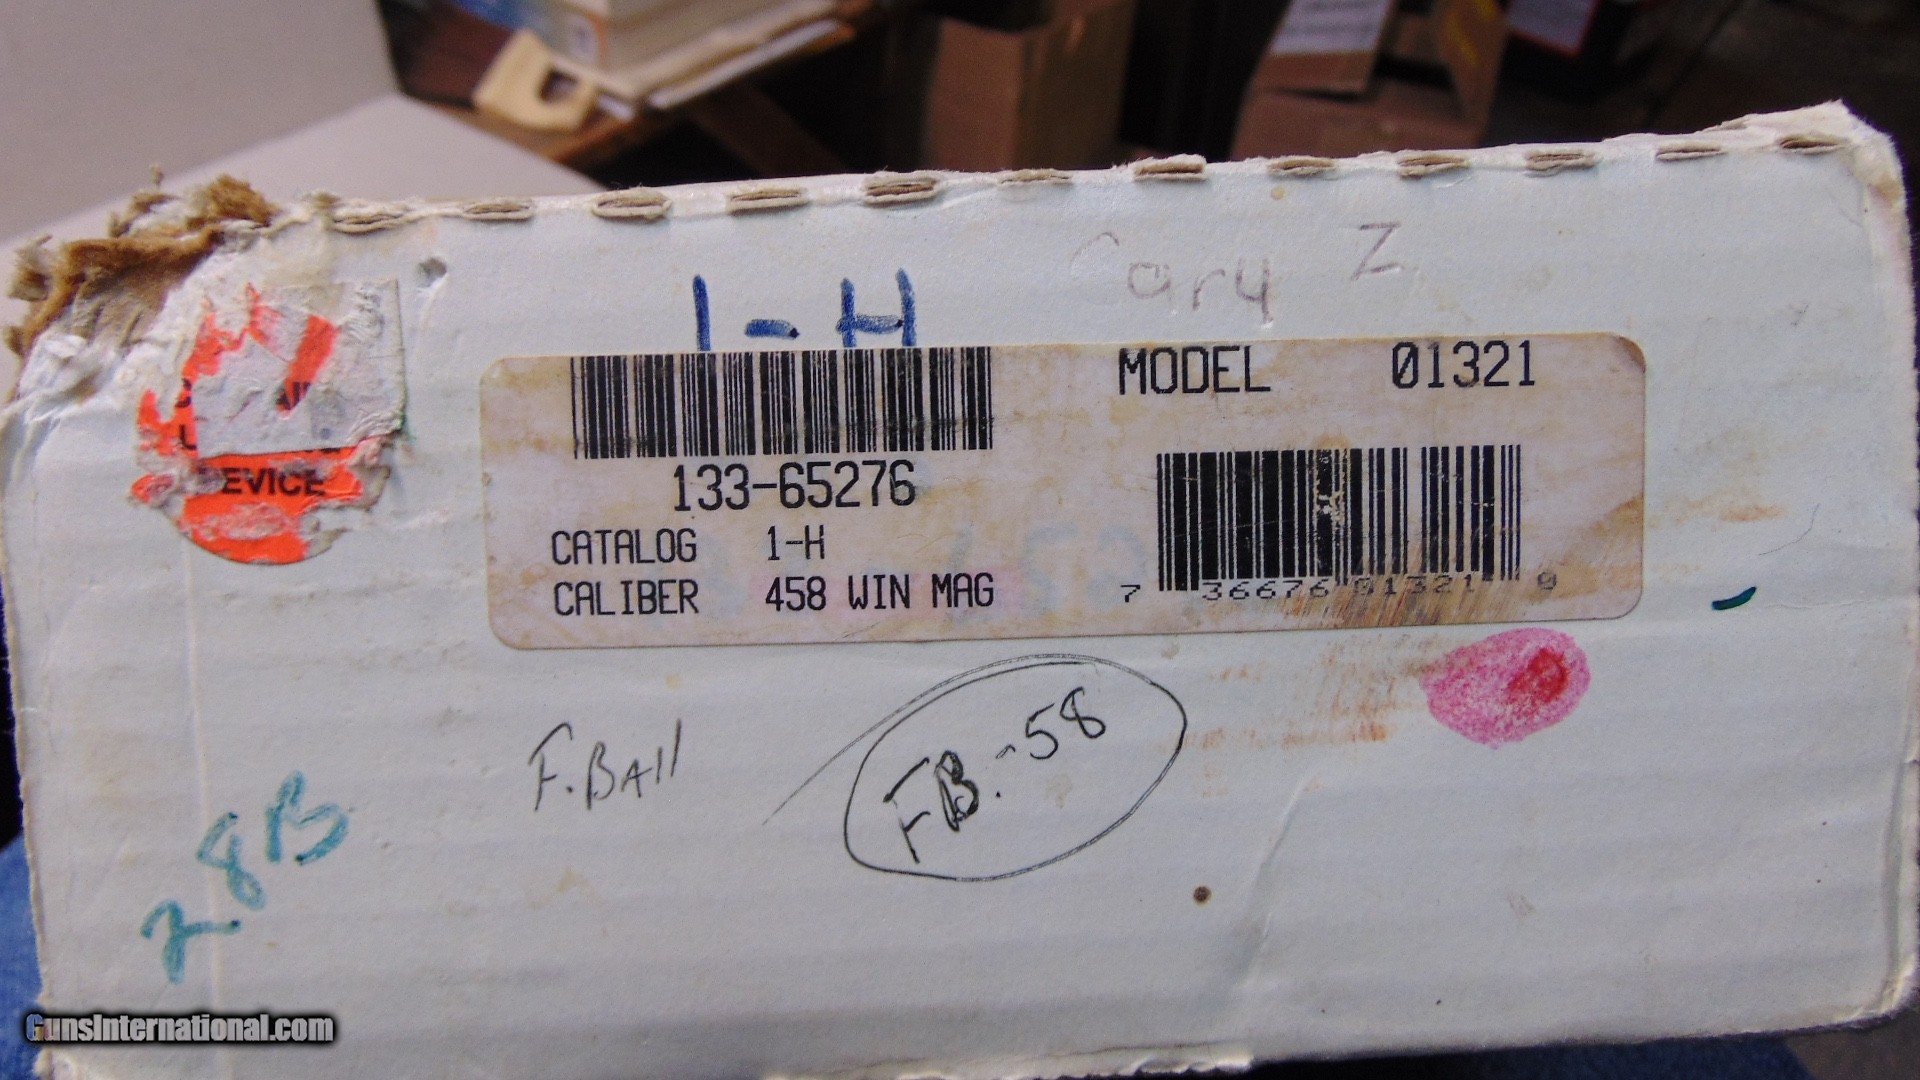 Cary Z
1-H
MODEL 01321
133-65276
CATALOG 1-H
CALIBER 458 WIN MAG
7 36676 01321 0
DEVICE
F. BAll
FB.-58
28B
GunsInternational.com